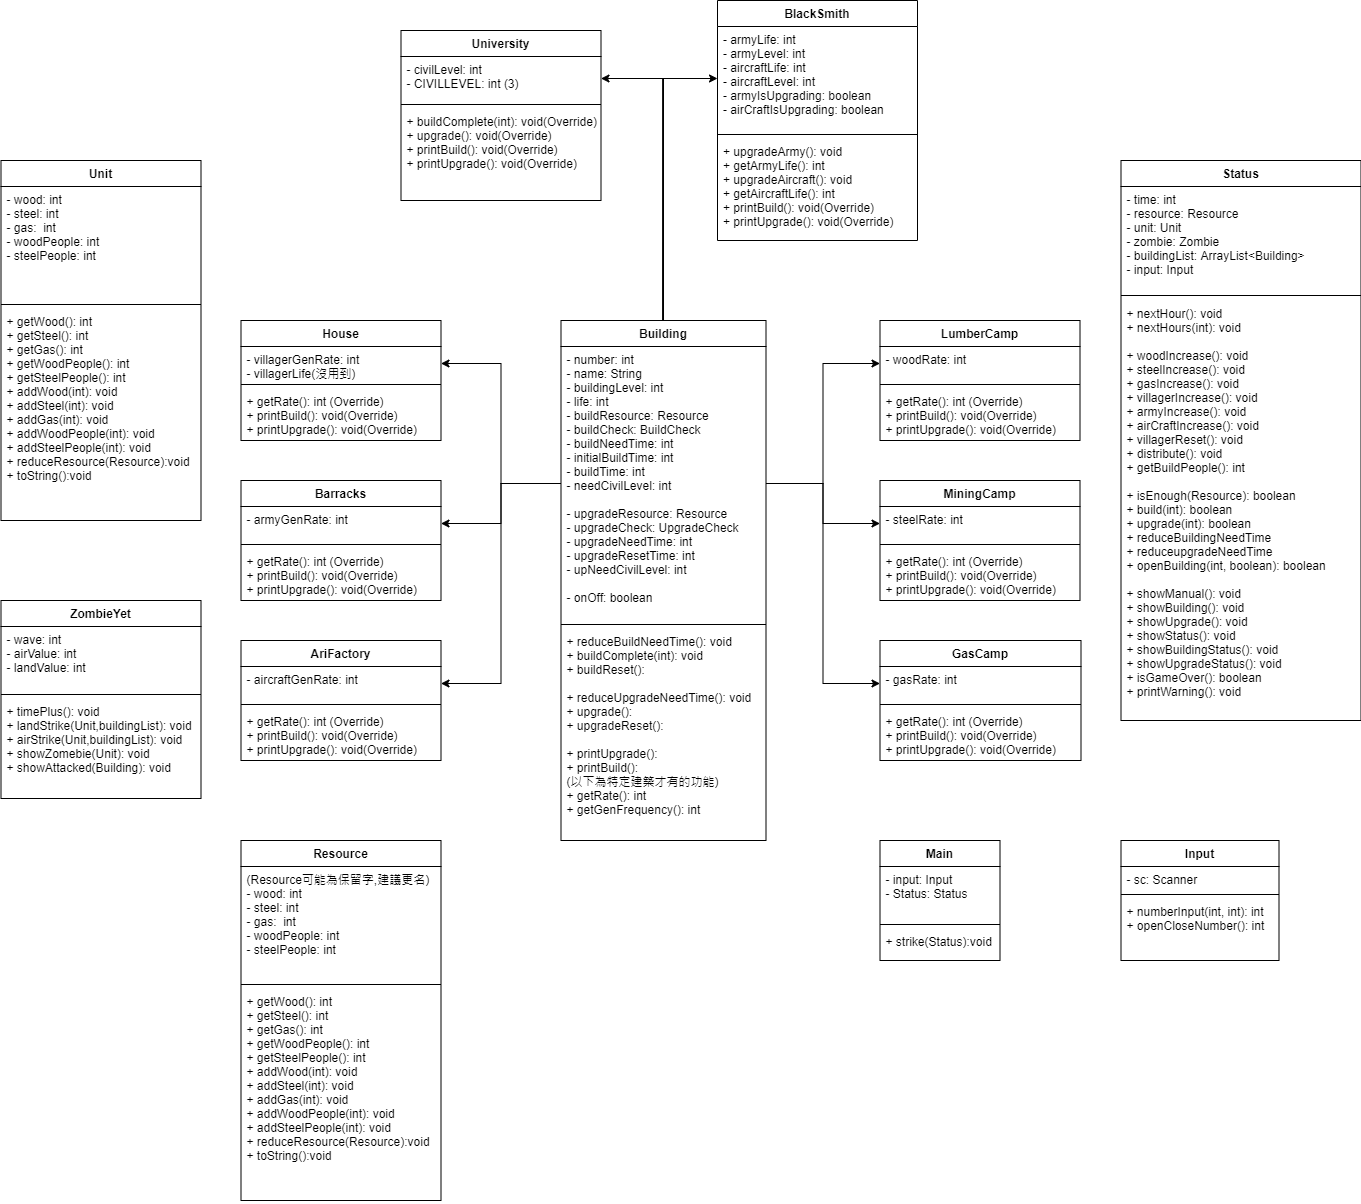 BlackSmith
- armyLife: int
- armyLevel: int
- aircraftLife: int
- aircraftLevel: int
- armyIsUpgrading: boolean
- airCraftIsUpgrading: boolean
+ upgradeArmy(): void
+ getArmyLife(): int
+ upgradeAircraft(): void
+ getAircraftLife(): int
+ printBuild(): void(Override)
+ printUpgrade(): void(Override)
University
- civilLevel: int
- CIVILLEVEL: int (3)
+ buildComplete(int): void(Override)
+ upgrade(): void(Override)
+ printBuild(): void(Override)
+ printUpgrade(): void(Override)
Unit
- wood: int
- steel: int
- gas:  int
- woodPeople: int
- steelPeople: int
+ getWood(): int
+ getSteel(): int
+ getGas(): int
+ getWoodPeople(): int
+ getSteelPeople(): int
+ addWood(int): void
+ addSteel(int): void
+ addGas(int): void
+ addWoodPeople(int): void
+ addSteelPeople(int): void
+ reduceResource(Resource):void
+ toString():void
Status
- time: int
- resource: Resource
- unit: Unit
- zombie: Zombie
- buildingList: ArrayList<Building>
- input: Input
+ nextHour(): void
+ nextHours(int): void
+ woodIncrease(): void
+ steelIncrease(): void
+ gasIncrease(): void
+ villagerIncrease(): void
+ armyIncrease(): void
+ airCraftIncrease(): void
+ villagerReset(): void
+ distribute(): void
+ getBuildPeople(): int
+ isEnough(Resource): boolean
+ build(int): boolean
+ upgrade(int): boolean
+ reduceBuildingNeedTime
+ reduceupgradeNeedTime
+ openBuilding(int, boolean): boolean
+ showManual(): void
+ showBuilding(): void
+ showUpgrade(): void
+ showStatus(): void
+ showBuildingStatus(): void
+ showUpgradeStatus(): void
+ isGameOver(): boolean
+ printWarning(): void
House
- villagerGenRate: int
- villagerLife(沒用到)
+ getRate(): int (Override)
+ printBuild(): void(Override)
+ printUpgrade(): void(Override)
Building
- number: int
- name: String
- buildingLevel: int
- life: int
- buildResource: Resource
- buildCheck: BuildCheck
- buildNeedTime: int
- initialBuildTime: int
- buildTime: int
- needCivilLevel: int
- upgradeResource: Resource
- upgradeCheck: UpgradeCheck
- upgradeNeedTime: int
- upgradeResetTime: int
- upNeedCivilLevel: int
- onOff: boolean
+ reduceBuildNeedTime(): void
+ buildComplete(int): void
+ buildReset():
+ reduceUpgradeNeedTime(): void
+ upgrade():
+ upgradeReset():
+ printUpgrade():
+ printBuild():
(以下為特定建築才有的功能)
+ getRate(): int
+ getGenFrequency(): int
LumberCamp
- woodRate: int
+ getRate(): int (Override)
+ printBuild(): void(Override)
+ printUpgrade(): void(Override)
Barracks
- armyGenRate: int
+ getRate(): int (Override)
+ printBuild(): void(Override)
+ printUpgrade(): void(Override)
MiningCamp
- steelRate: int
+ getRate(): int (Override)
+ printBuild(): void(Override)
+ printUpgrade(): void(Override)
ZombieYet
- wave: int
- airValue: int
- landValue: int
+ timePlus(): void
+ landStrike(Unit,buildingList): void
+ airStrike(Unit,buildingList): void
+ showZomebie(Unit): void
+ showAttacked(Building): void
AriFactory
- aircraftGenRate: int
+ getRate(): int (Override)
+ printBuild(): void(Override)
+ printUpgrade(): void(Override)
GasCamp
- gasRate: int
+ getRate(): int (Override)
+ printBuild(): void(Override)
+ printUpgrade(): void(Override)
Resource
(Resource可能為保留字,建議更名)
- wood: int
- steel: int
- gas:  int
- woodPeople: int
- steelPeople: int
+ getWood(): int
+ getSteel(): int
+ getGas(): int
+ getWoodPeople(): int
+ getSteelPeople(): int
+ addWood(int): void
+ addSteel(int): void
+ addGas(int): void
+ addWoodPeople(int): void
+ addSteelPeople(int): void
+ reduceResource(Resource):void
+ toString():void
Main
- input: Input
- Status: Status
+ strike(Status):void
Input
- sc: Scanner
+ numberInput(int, int): int
+ openCloseNumber(): int